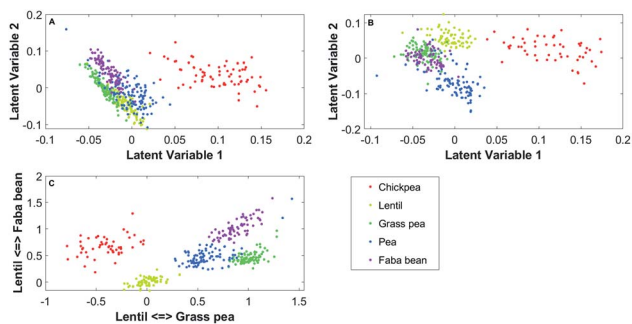 A
Latent Variable 2
0.2
0.1
0
-0.1
-0.1
-0.05
0
0.05
0.1
0.15
0.2
Latent Variable 1
B
Latent Variable 2
0.1
0
-0.1
-0.2
-0.1
-0.05
0
0.05
0.1
0.15
0.2
Latent Variable 1
C
Lentil <=> Faba bean
2
1.5
1
0.5
0
-1
-0.5
0
0.5
1
1.5
Lentil <=> Grass pea
Chickpea
Lentil
Grass pea
Pea
Faba bean